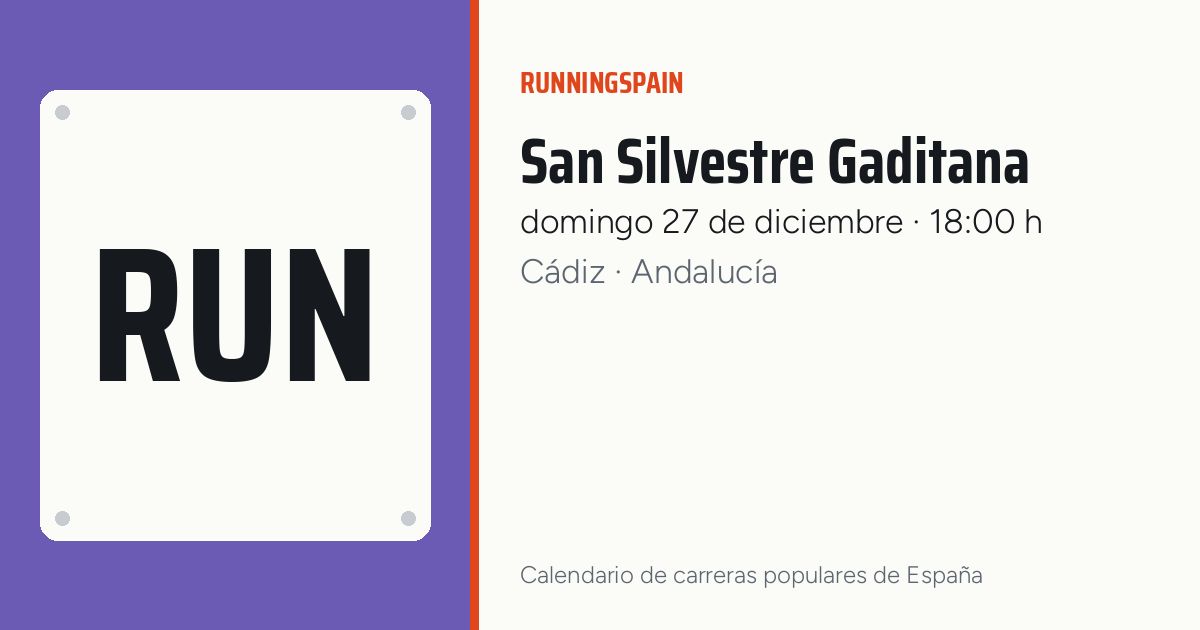 RUN
RUNNINGSPAIN
San Silvestre Gaditana
domingo 27 de diciembre · 18:00 h
Cádiz · Andalucía
Calendario de carreras populares de España